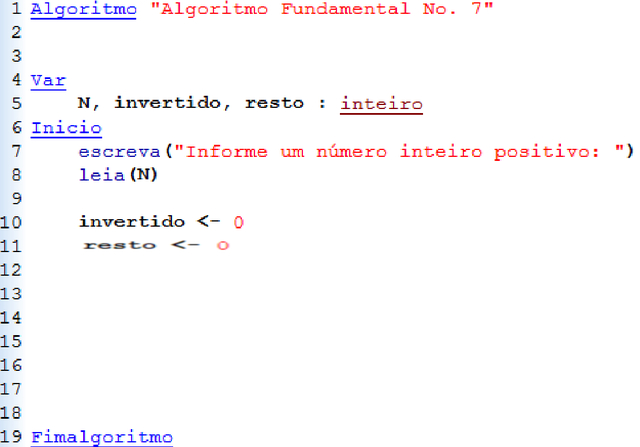 1 Algoritmo "Algoritmo Fundamental No. 7"
2
3
4 Var
5 N, invertido, resto : inteiro
6 Inicio
7 escreva("Informe um número inteiro positivo: ")
8 leia(N)
9
10 invertido <- 0
11 resto <- 0
12
13
14
15
16
17
18
19 Fimalgoritmo